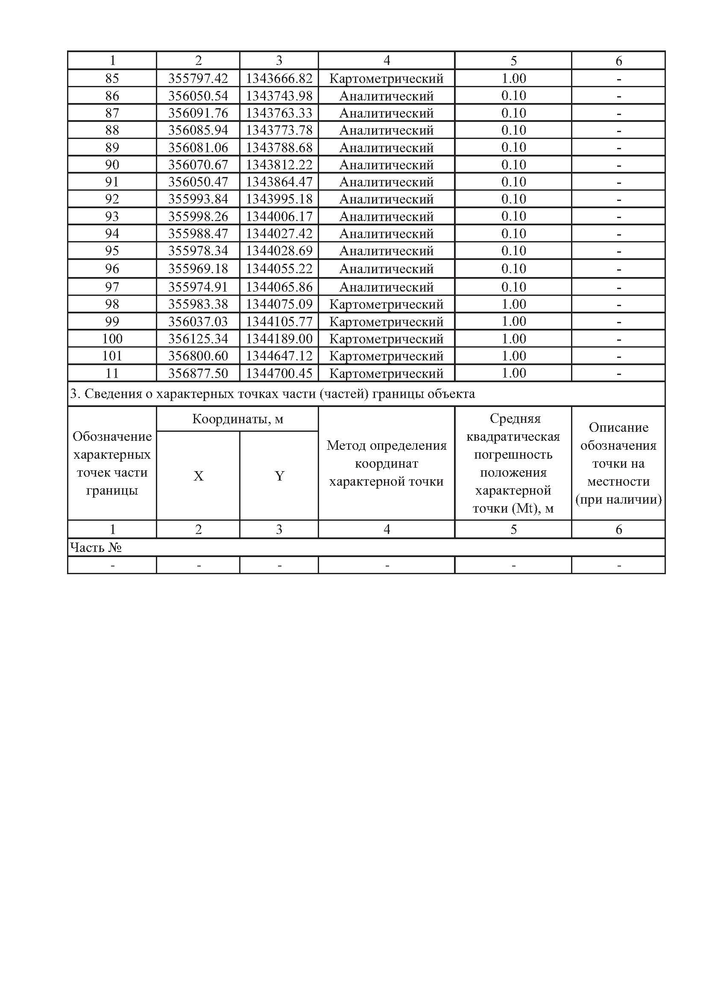 1 2 3 4 5 6
85 355797.42 1343666.82 Картометрический 1.00 -
86 356050.54 1343743.98 Аналитический 0.10 -
87 356091.76 1343763.33 Аналитический 0.10 -
88 356085.94 1343773.78 Аналитический 0.10 -
89 356081.06 1343788.68 Аналитический 0.10 -
90 356070.67 1343812.22 Аналитический 0.10 -
91 356050.47 1343864.47 Аналитический 0.10 -
92 355993.84 1343995.18 Аналитический 0.10 -
93 355998.26 1344006.17 Аналитический 0.10 -
94 355988.47 1344027.42 Аналитический 0.10 -
95 355978.34 1344028.69 Аналитический 0.10 -
96 355969.18 1344055.22 Аналитический 0.10 -
97 355974.91 1344065.86 Аналитический 0.10 -
98 355983.38 1344075.09 Картометрический 1.00 -
99 356037.03 1344105.77 Картометрический 1.00 -
100 356125.34 1344189.00 Картометрический 1.00 -
101 356800.60 1344647.12 Картометрический 1.00 -
11 356877.50 1344700.45 Картометрический 1.00 -
3. Сведения о характерных точках части (частей) границы объекта
Обозначение
характерных
точек части
границы
Координаты, м
X
Y
Метод определения
координат
характерной точки
Средняя
квадратическая
погрешность
положения
характерной
точки (Mt), м
Описание
обозначения
точки на
местности
(при наличии)
1 2 3 4 5 6
Часть №
- - - - - -